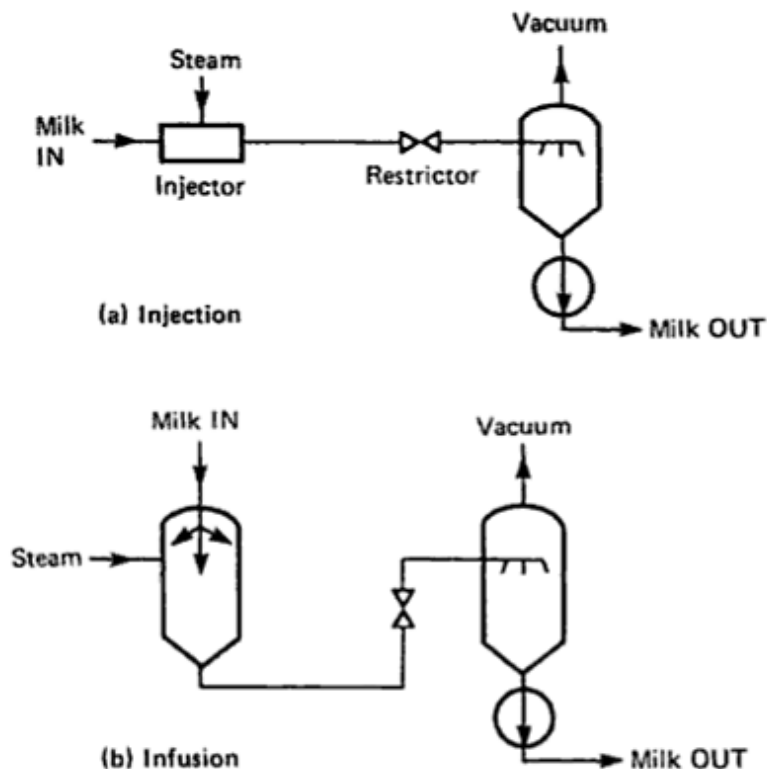 Vacuum
Steam
Milk
IN
Injector
Restrictor
(a) Injection
Milk OUT
Milk IN
Vacuum
Steam
(b) Infusion
Milk OUT